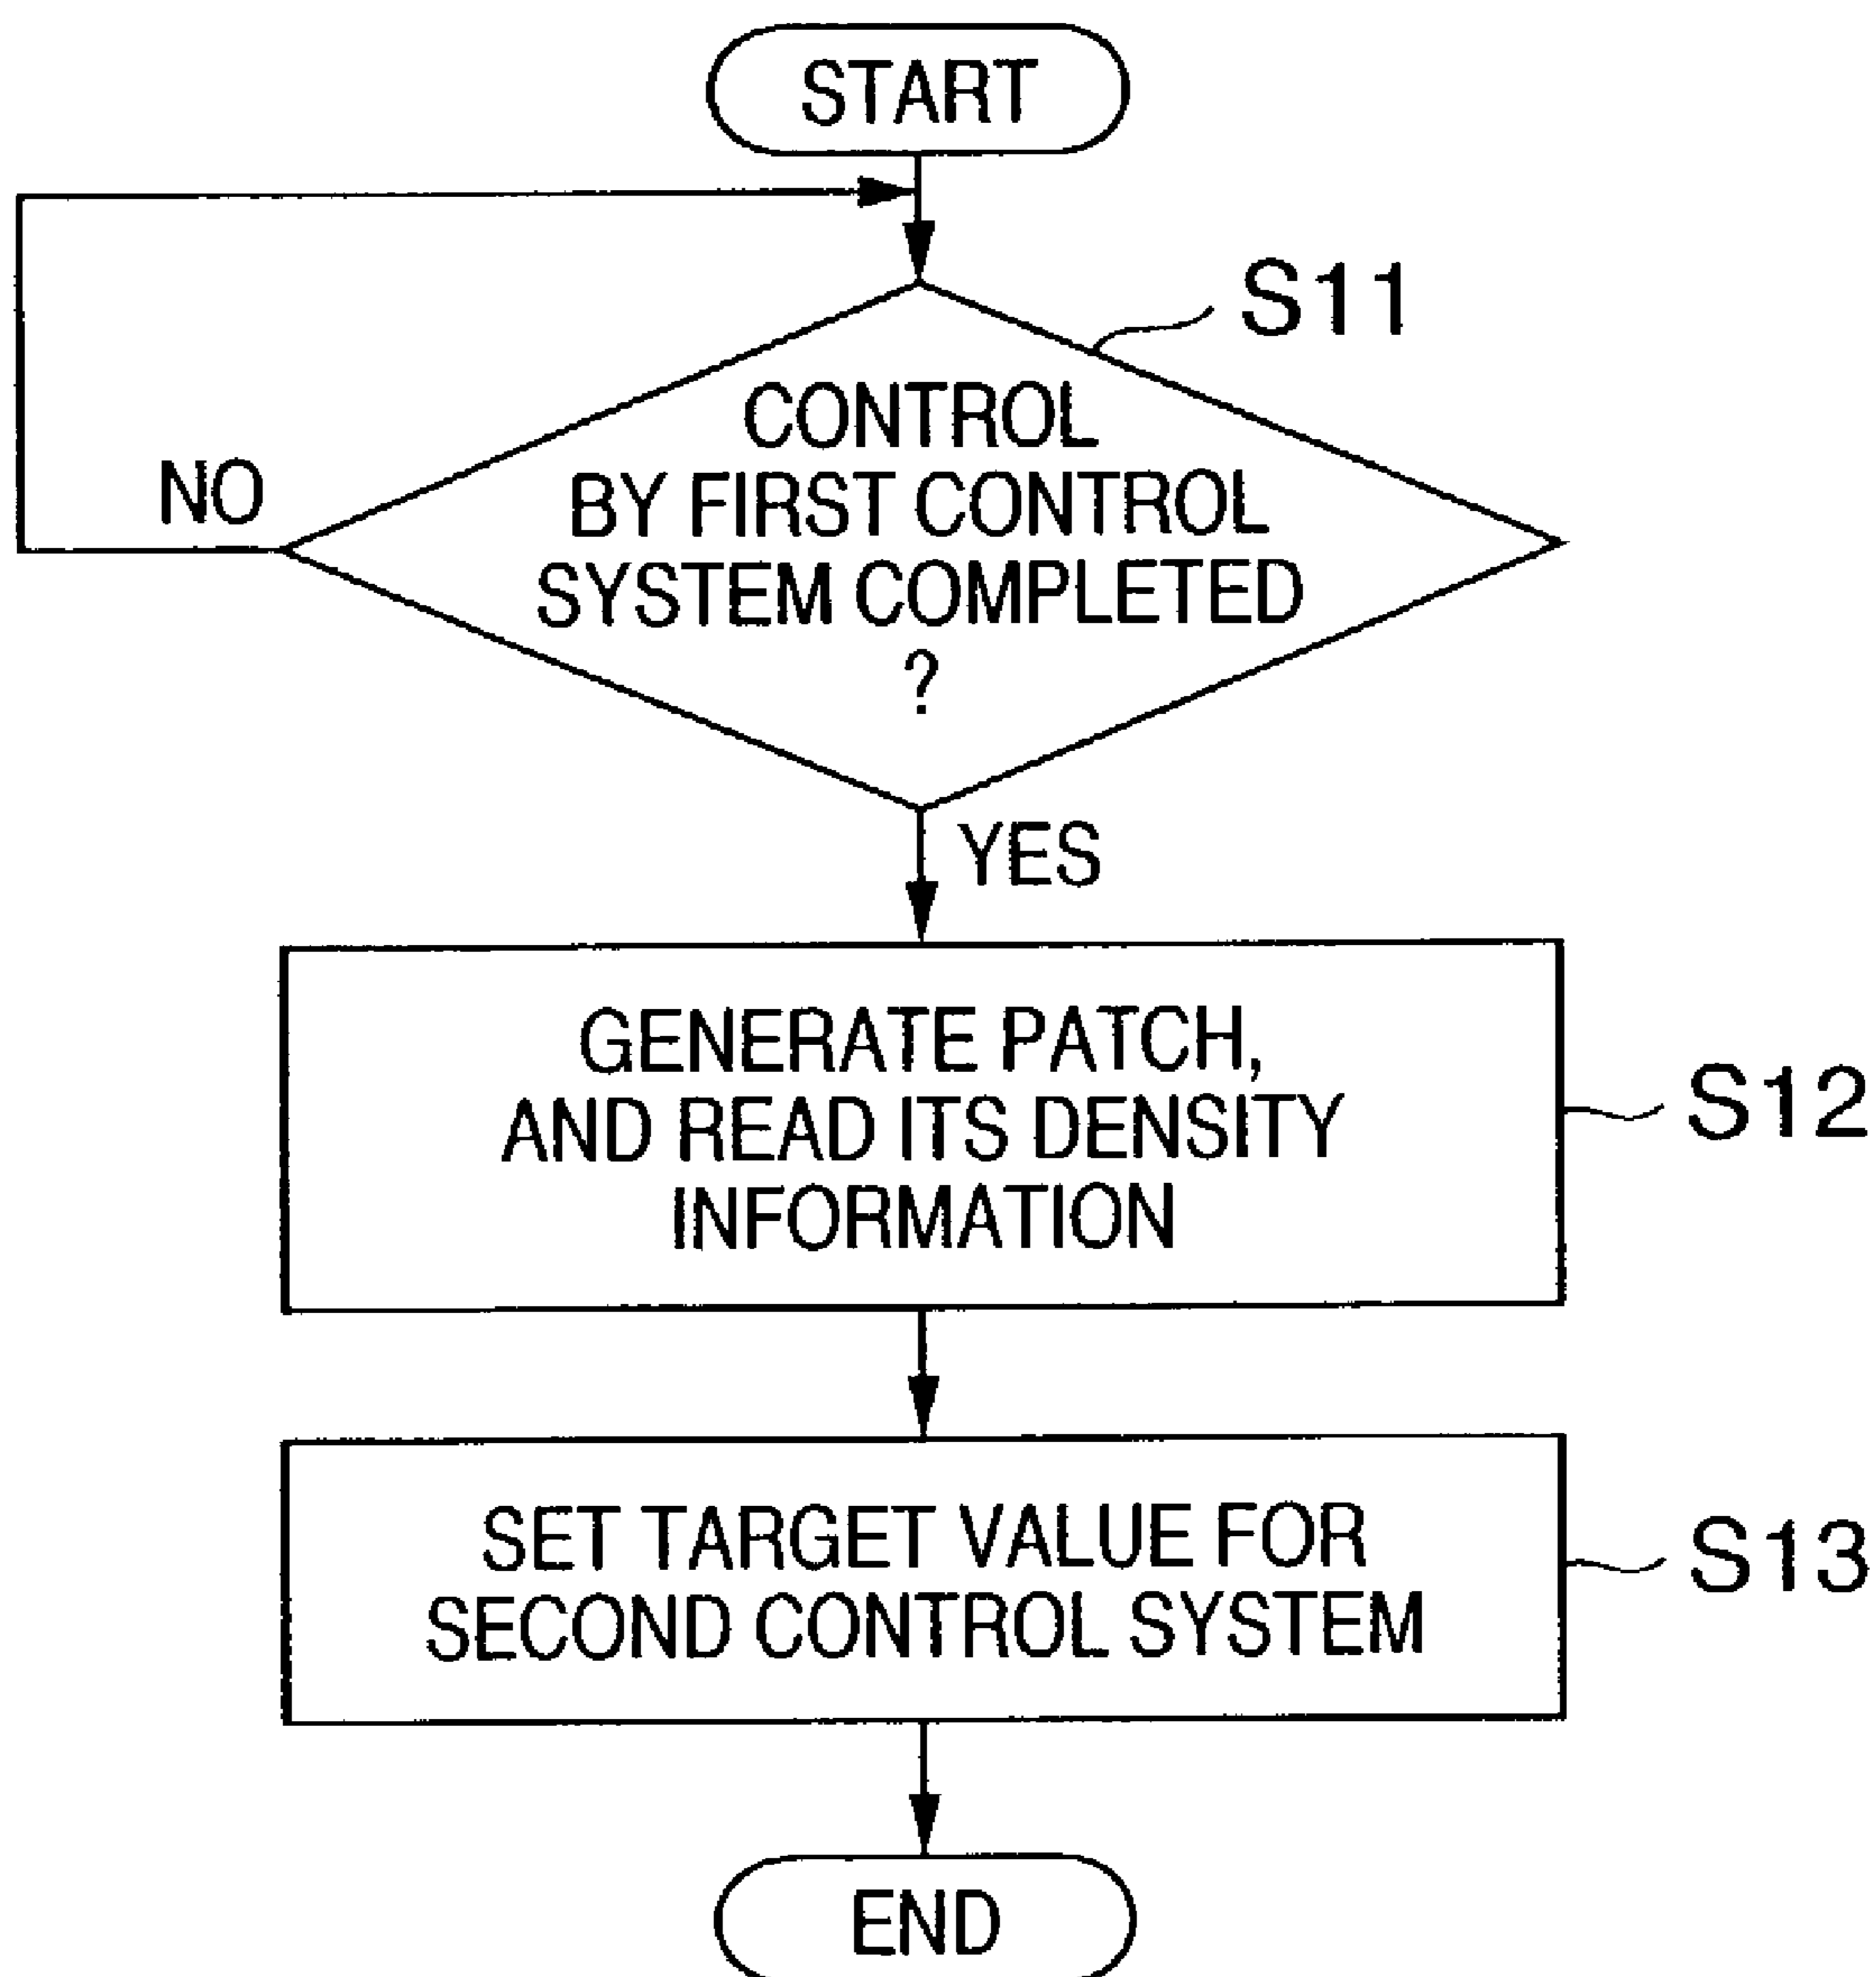 START
S11
CONTROL
BY FIRST CONTROL
SYSTEM COMPLETED
?
NO
YES
GENERATE PATCH,
AND READ ITS DENSITY
INFORMATION
S12
SET TARGET VALUE FOR
SECOND CONTROL SYSTEM
S13
END